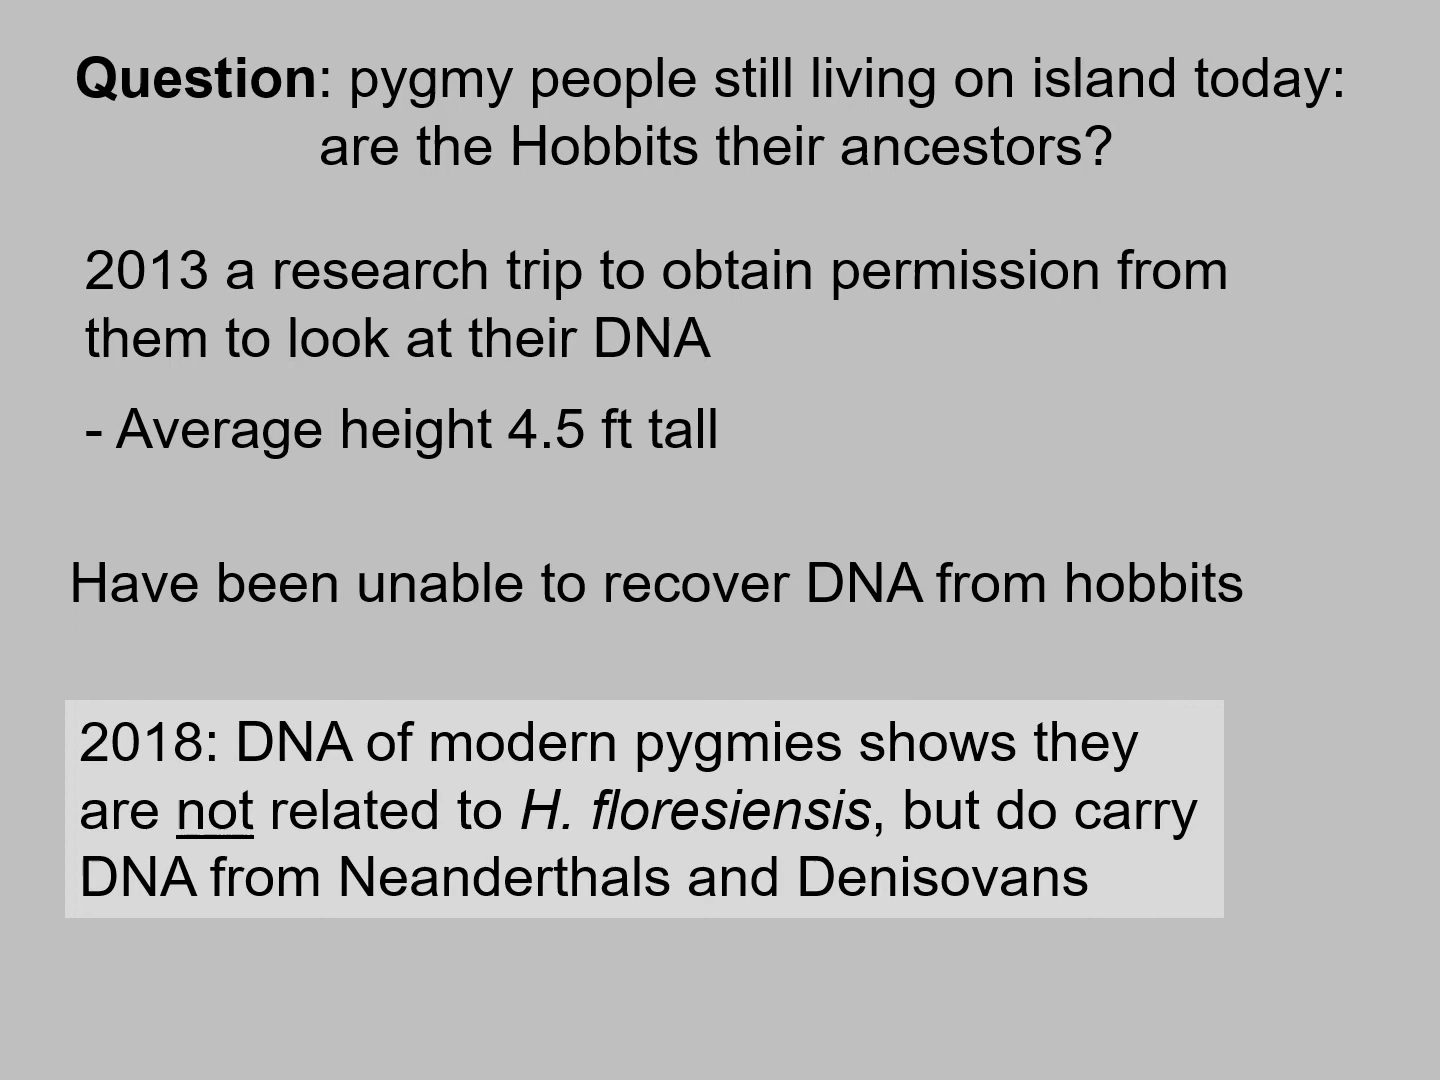 Question: pygmy people still living on island today:
are the Hobbits their ancestors?
2013 a research trip to obtain permission from
them to look at their DNA
- Average height 4.5 ft tall
Have been unable to recover DNA from hobbits
2018: DNA of modern pygmies shows they
are not related to H. floresiensis, but do carry
DNA from Neanderthals and Denisovans